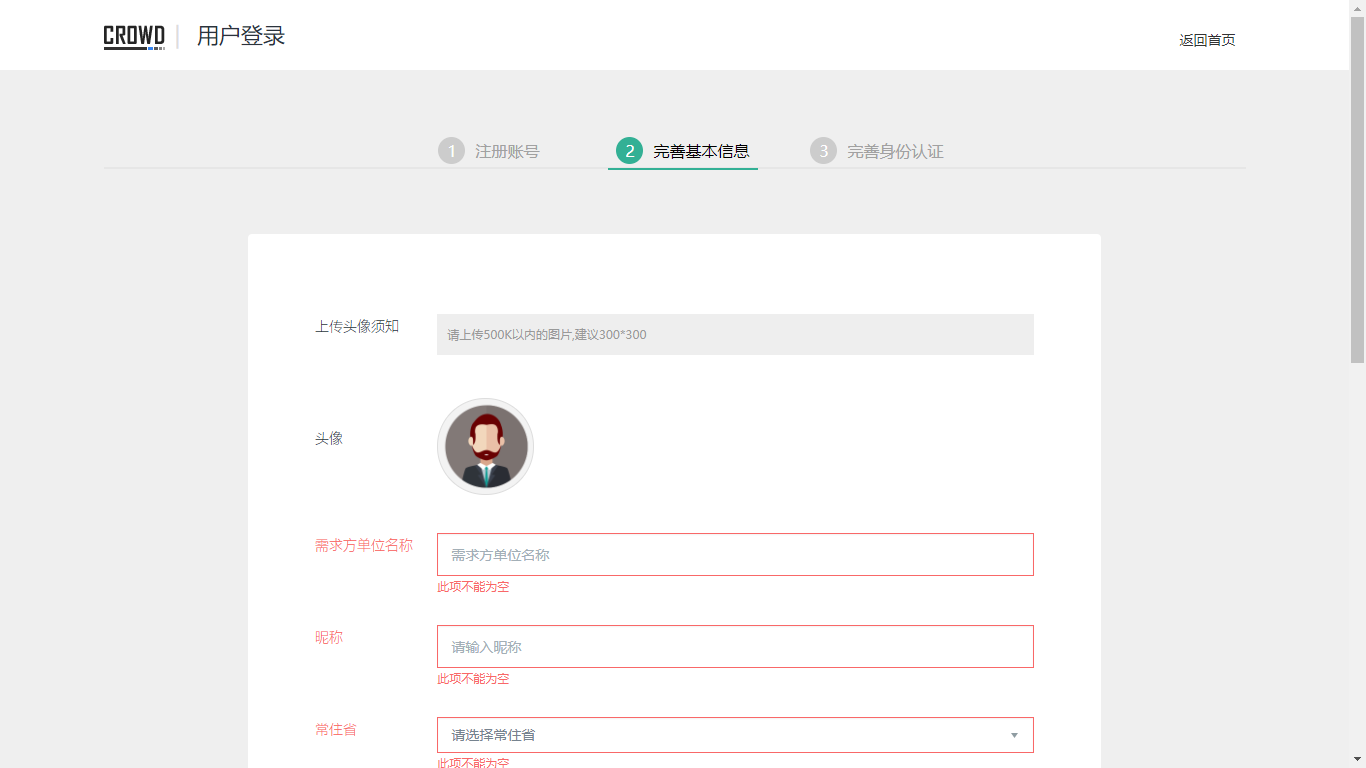 CROWD 用户登录
返回首页
1 注册账号 2 完善基本信息 3 完善身份认证
上传头像须知 请上传500K以内的图片,建议300*300
头像
需求方单位名称 需求方单位名称
此项不能为空
昵称 请输入昵称
此项不能为空
常住省 请选择常住省
此项不能为空